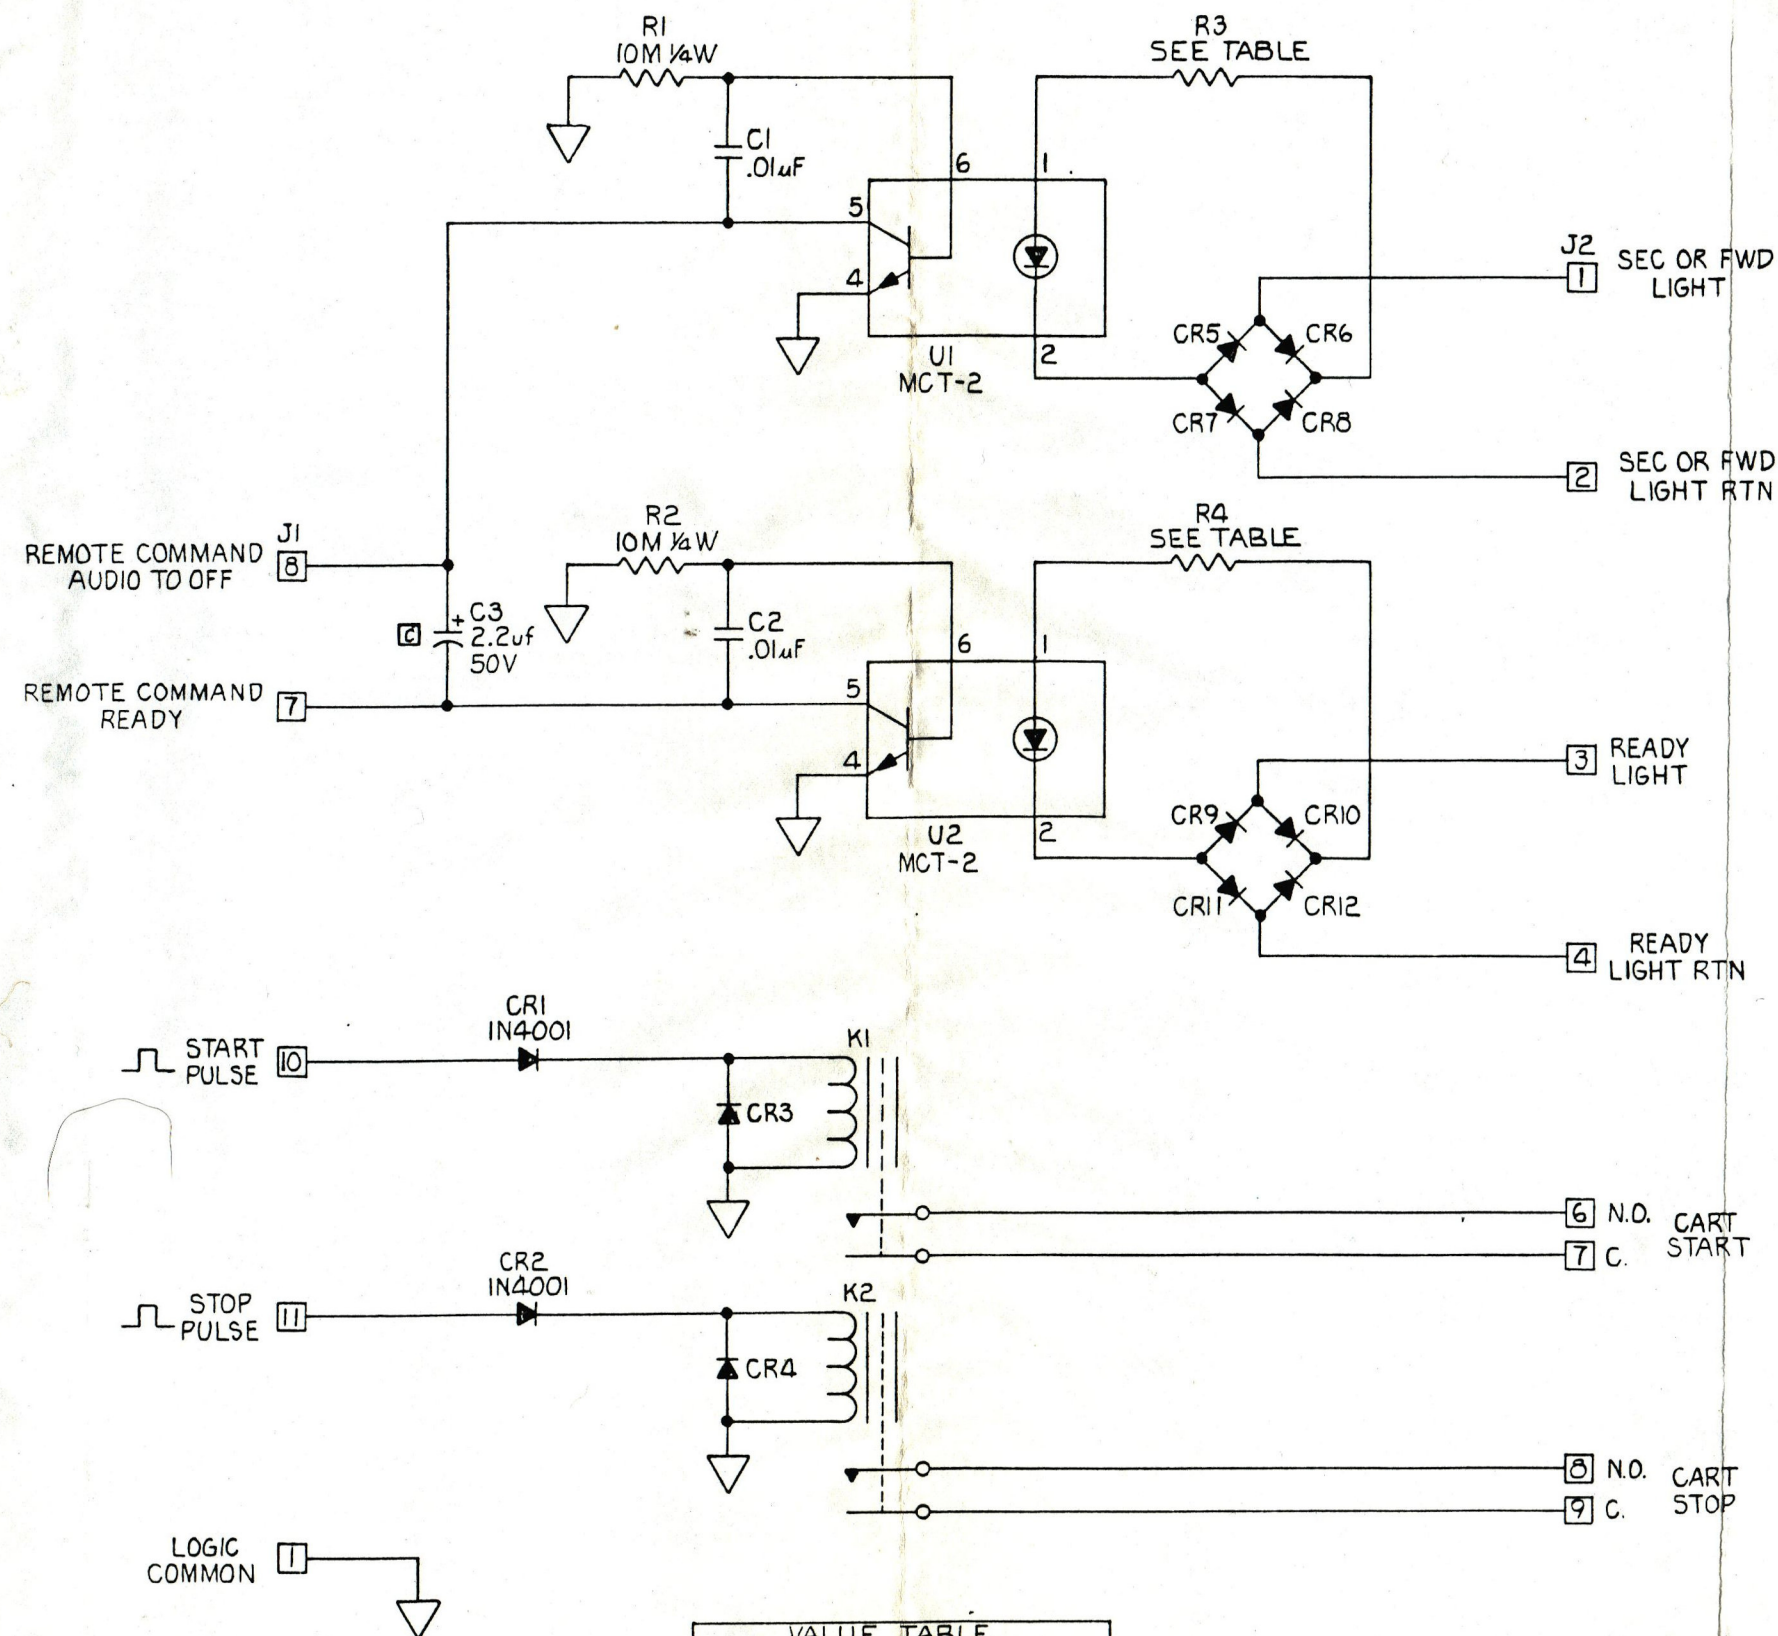 R1
10M ¼W
R3
SEE TABLE
C1
.01uF
6
1
5
4
2
U1
MCT-2
J2
1
SEC OR FWD
LIGHT
CR5
CR6
CR7
CR8
2
SEC OR FWD
LIGHT RTN
R2
10M ¼W
R4
SEE TABLE
J1
REMOTE COMMAND
AUDIO TO OFF
8
C
+
C3
2.2uf
50V
C2
.01uF
6
1
REMOTE COMMAND
READY
7
5
4
2
U2
MCT-2
3
READY
LIGHT
CR9
CR10
CR11
CR12
4
READY
LIGHT RTN
CR1
1N4001
START
PULSE
10
K1
CR3
6 N.O.
7 C.
CART
START
CR2
1N4001
STOP
PULSE
11
K2
CR4
8 N.O.
9 C.
CART
STOP
LOGIC
COMMON
1
VALUE TABLE